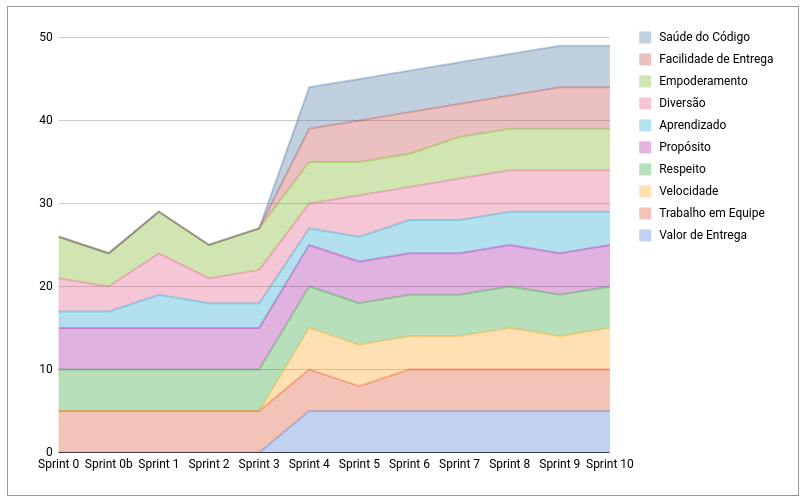 50
40
30
20
10
0
Sprint 0 Sprint 0b Sprint 1 Sprint 2 Sprint 3 Sprint 4 Sprint 5 Sprint 6 Sprint 7 Sprint 8 Sprint 9 Sprint 10
Saúde do Código
Facilidade de Entrega
Empoderamento
Diversão
Aprendizado
Propósito
Respeito
Velocidade
Trabalho em Equipe
Valor de Entrega